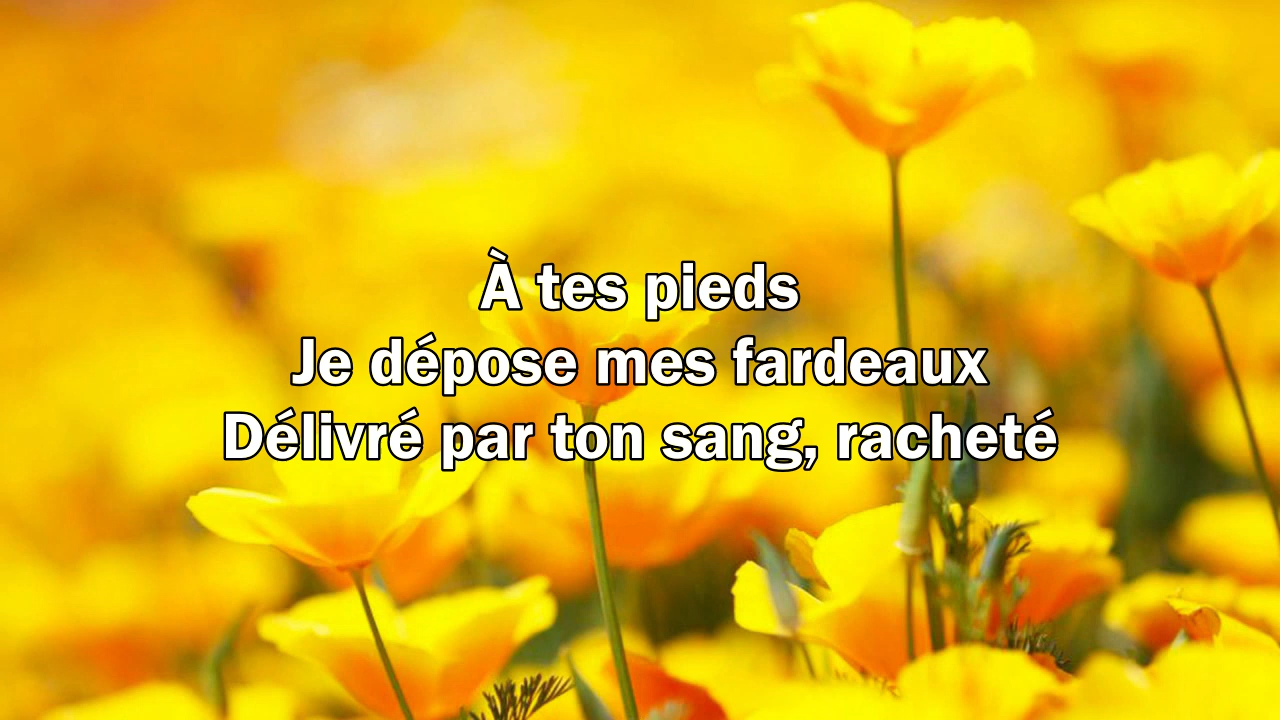 À tes pieds
Je dépose mes fardeaux
Délivré par ton sang, racheté